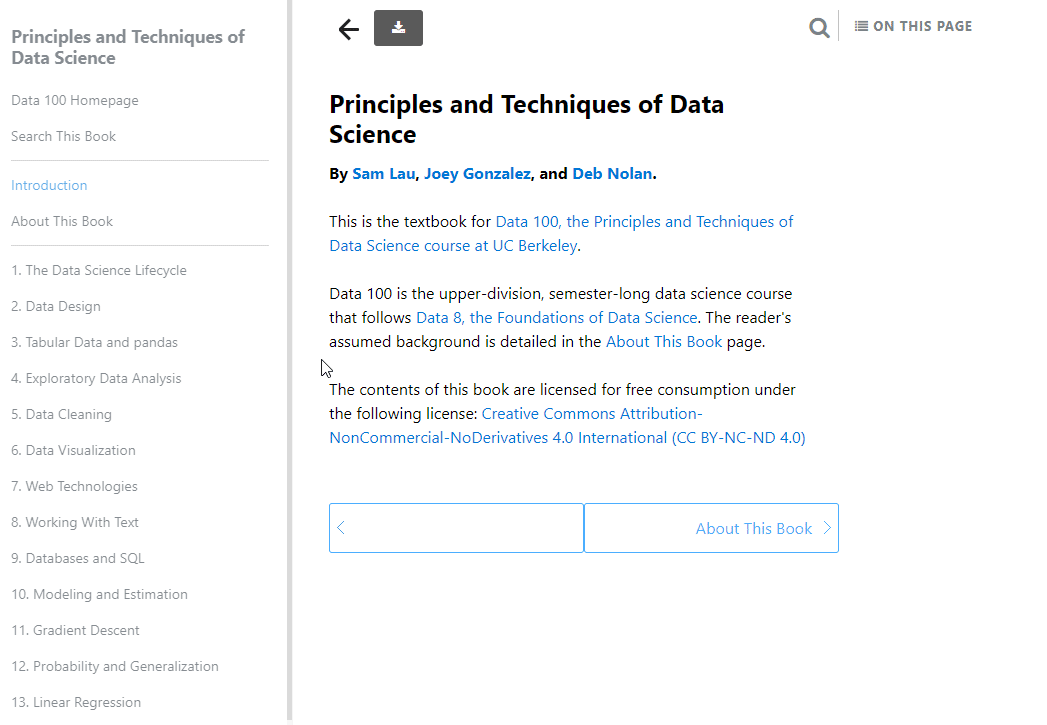 Principles and Techniques of
Data Science
Data 100 Homepage
Search This Book
Introduction
About This Book
1. The Data Science Lifecycle
2. Data Design
3. Tabular Data and pandas
4. Exploratory Data Analysis
5. Data Cleaning
6. Data Visualization
7. Web Technologies
8. Working With Text
9. Databases and SQL
10. Modeling and Estimation
11. Gradient Descent
12. Probability and Generalization
13. Linear Regression
ON THIS PAGE
Principles and Techniques of Data
Science
By Sam Lau, Joey Gonzalez, and Deb Nolan.
This is the textbook for Data 100, the Principles and Techniques of
Data Science course at UC Berkeley.
Data 100 is the upper-division, semester-long data science course
that follows Data 8, the Foundations of Data Science. The reader's
assumed background is detailed in the About This Book page.
The contents of this book are licensed for free consumption under
the following license: Creative Commons Attribution-
NonCommercial-NoDerivatives 4.0 International (CC BY-NC-ND 4.0)
About This Book